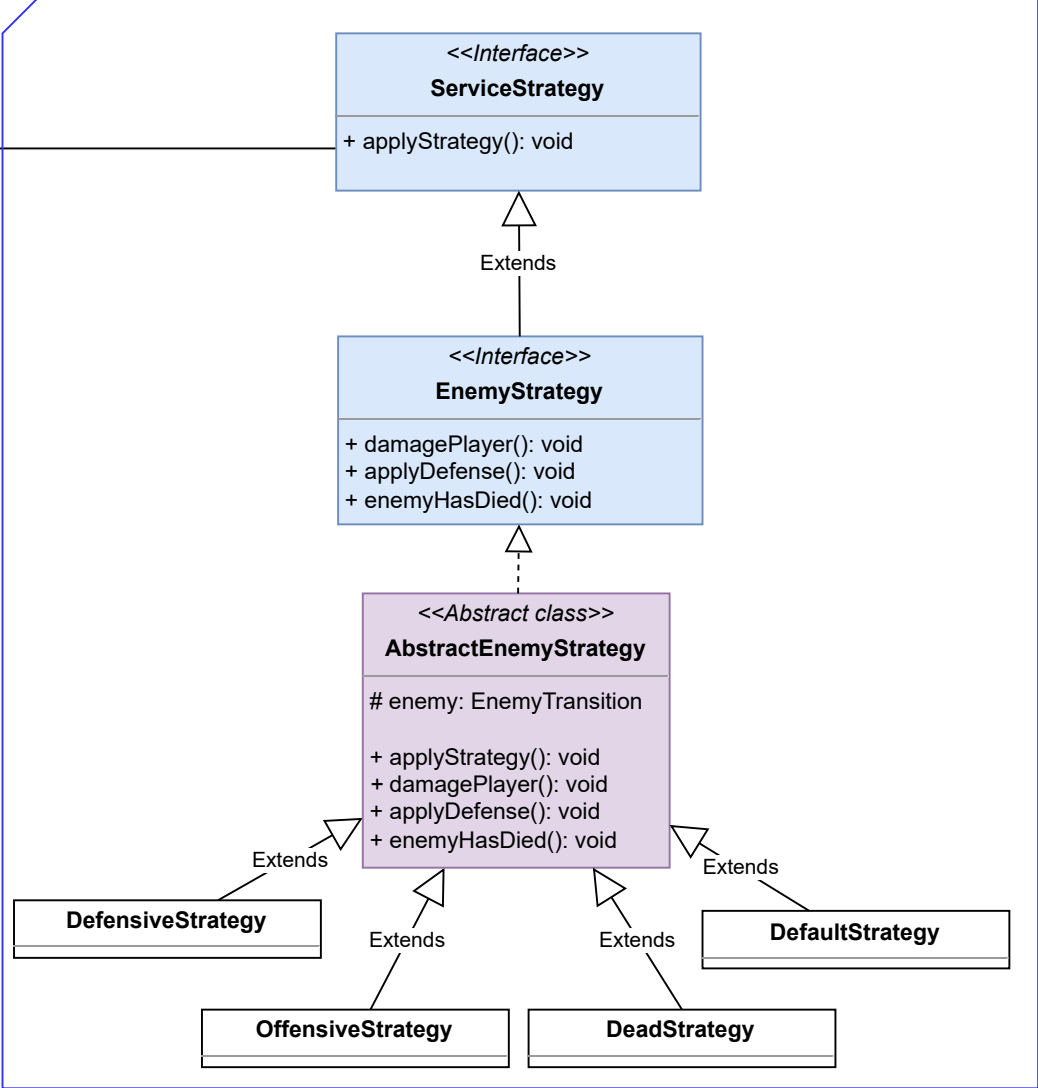 <<Interface>>
ServiceStrategy
+ applyStrategy(): void
Extends
<<Interface>>
EnemyStrategy
+ damagePlayer(): void
+ applyDefense(): void
+ enemyHasDied(): void
<<Abstract class>>
AbstractEnemyStrategy
# enemy: EnemyTransition
+ applyStrategy(): void
+ damagePlayer(): void
+ applyDefense(): void
+ enemyHasDied(): void
Extends
Extends
DefensiveStrategy
DefaultStrategy
Extends
Extends
OffensiveStrategy
DeadStrategy